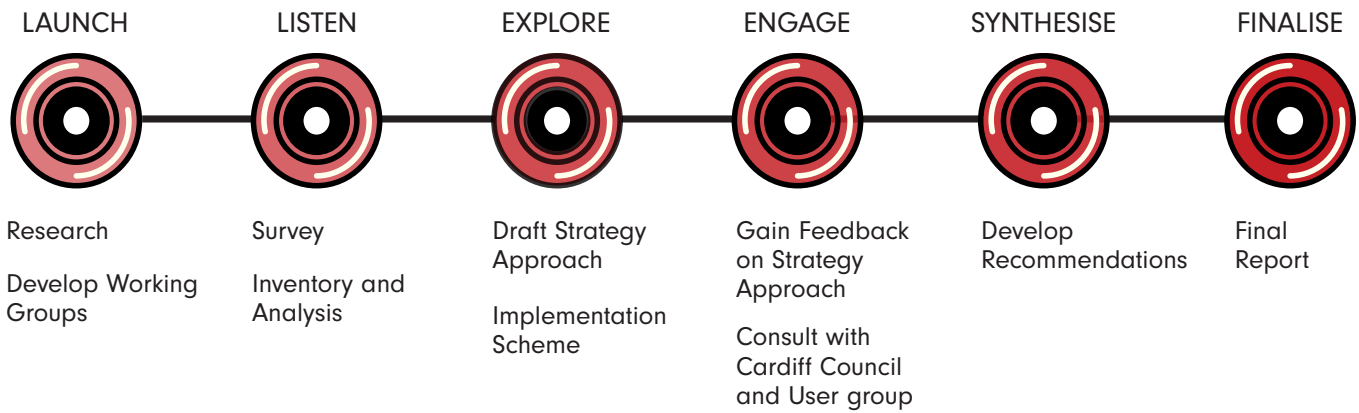 LAUNCH
LISTEN
EXPLORE
ENGAGE
SYNTHESISE
FINALISE
Research
Develop Working
Groups
Survey
Inventory and
Analysis
Draft Strategy
Approach
Implementation
Scheme
Gain Feedback
on Strategy
Approach
Consult with
Cardiff Council
and User group
Develop
Recommendations
Final
Report